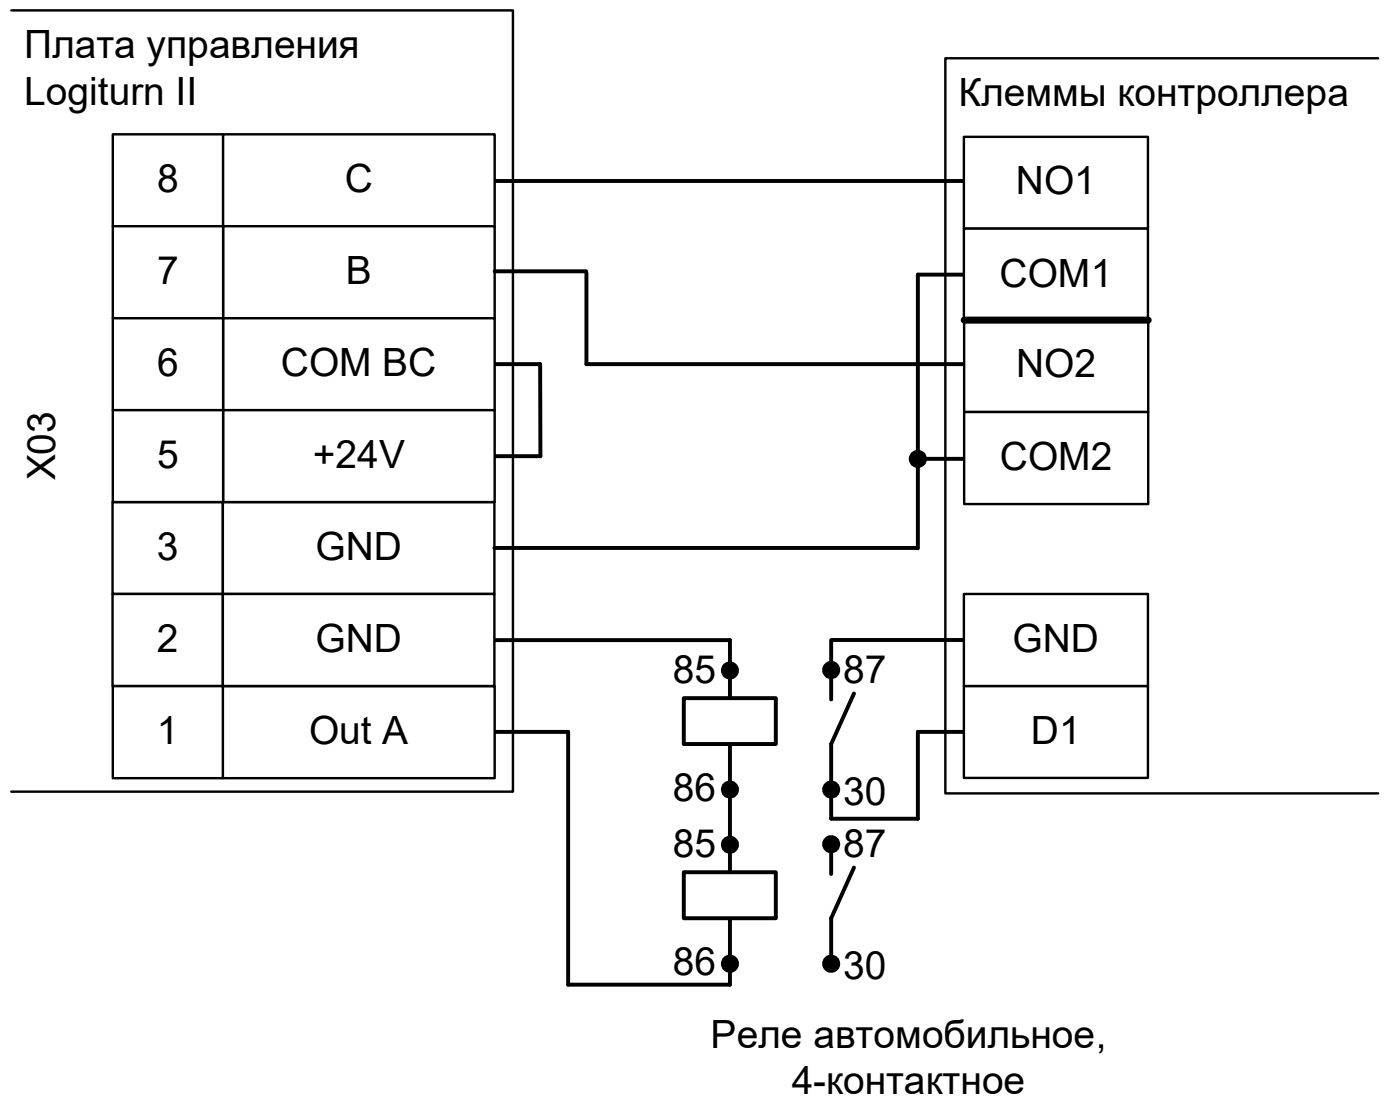 Плата управления
Logiturn II
Клеммы контроллера
X03
8 C
7 B
6 COM BC
5 +24V
3 GND
2 GND
1 Out A
NO1
COM1
NO2
COM2
GND
D1
85 87
86 30
85 87
86 30
Реле автомобильное,
4-контактное